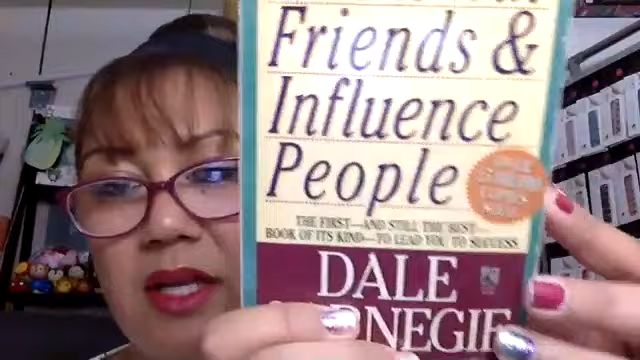 Friends &
Influence
People
THE FIRST—AND STILL THE BEST—
BOOK OF ITS KIND—TO LEAD YOU TO SUCCESS
DALE